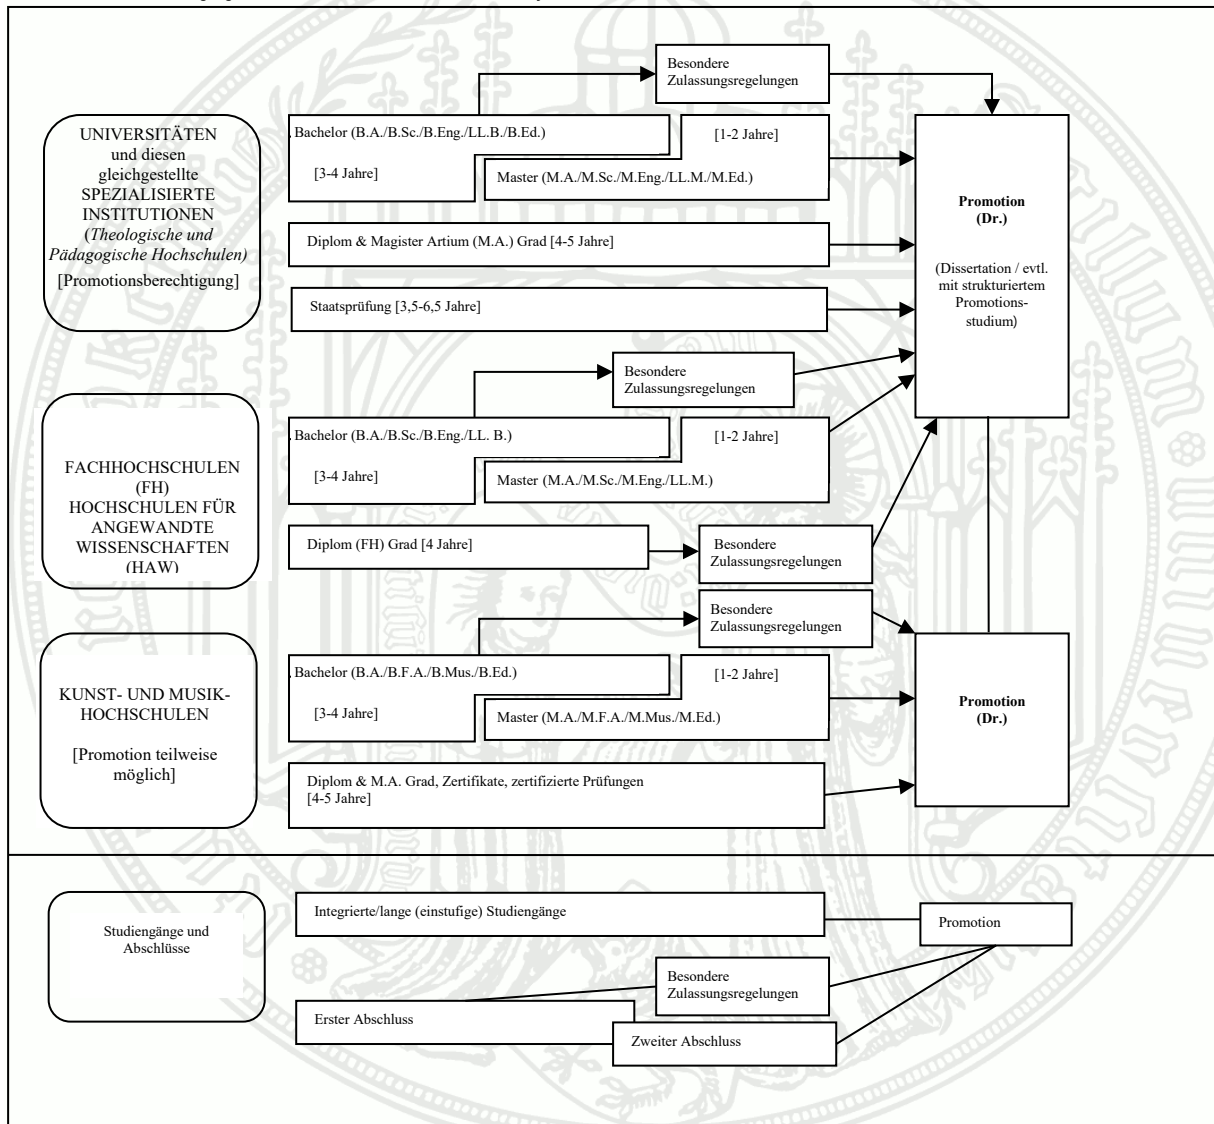 Besondere
Zulassungsregelungen
UNIVERSITÄTEN
und diesen
gleichgestellte
SPEZIALISIERTE
INSTITUTIONEN
(Theologische und
Pädagogische Hochschulen)
[Promotionsberechtigung]
Bachelor (B.A./B.Sc./B.Eng./LL.B./B.Ed.)
[3-4 Jahre]
[1-2 Jahre]
Master (M.A./M.Sc./M.Eng./LL.M./M.Ed.)
Diplom & Magister Artium (M.A.) Grad [4-5 Jahre]
Staatsprüfung [3,5-6,5 Jahre]
Promotion
(Dr.)
(Dissertation / evtl.
mit strukturiertem
Promotions-
studium)
Besondere
Zulassungsregelungen
FACHHOCHSCHULEN
(FH)
HOCHSCHULEN FÜR
ANGEWANDTE
WISSENSCHAFTEN
(HAW)
Bachelor (B.A./B.Sc./B.Eng./LL. B.)
[3-4 Jahre]
[1-2 Jahre]
Master (M.A./M.Sc./M.Eng./LL.M.)
Diplom (FH) Grad [4 Jahre]
Besondere
Zulassungsregelungen
Besondere
Zulassungsregelungen
KUNST- UND MUSIK-
HOCHSCHULEN
[Promotion teilweise
möglich]
Bachelor (B.A./B.F.A./B.Mus./B.Ed.)
[3-4 Jahre]
[1-2 Jahre]
Master (M.A./M.F.A./M.Mus./M.Ed.)
Diplom & M.A. Grad, Zertifikate, zertifizierte Prüfungen
[4-5 Jahre]
Promotion
(Dr.)
Studiengänge und
Abschlüsse
Integrierte/lange (einstufige) Studiengänge
Promotion
Besondere
Zulassungsregelungen
Erster Abschluss
Zweiter Abschluss